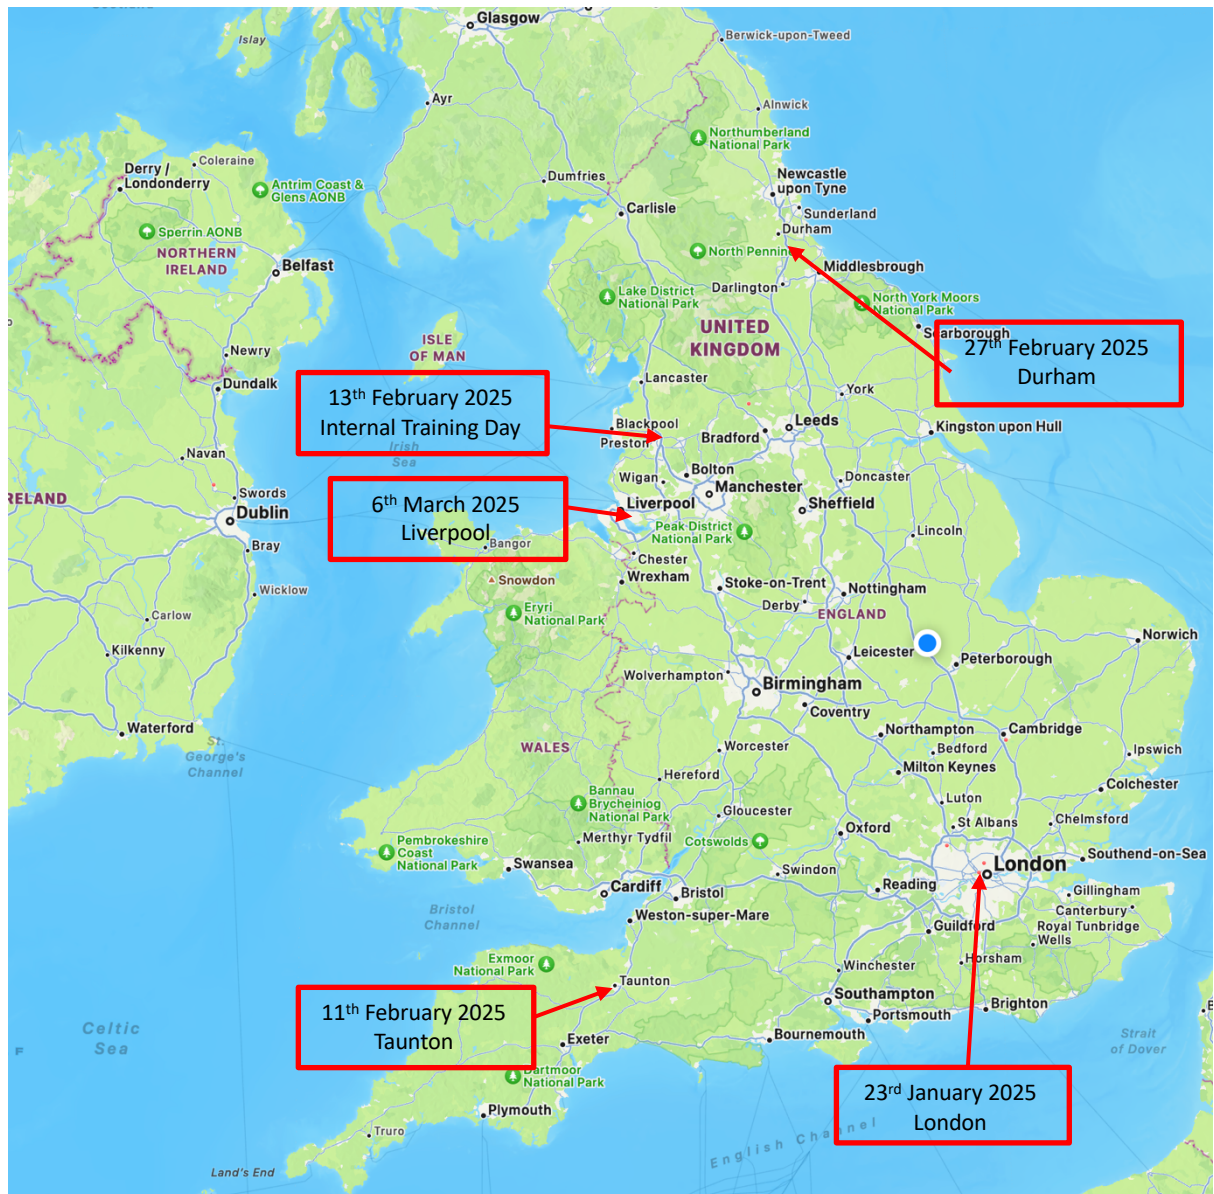 Glasgow
Islay
Berwick-upon-Tweed
Ayr
Alnwick
Northumberland
National Park
Coleraine
Derry /
Londonderry
Antrim Coast &
Glens AONB
Dumfries
Newcastle
upon Tyne
Carlisle
Sunderland
Durham
Sperrin AONB
NORTHERN
IRELAND
Belfast
North Pennin
Middlesbrough
Darlington
Lake District
National Park
North York Moors
National Park
UNITED
KINGDOM
Scarborough
ISLE
OF MAN
Newry
27th February 2025
Durham
Dundalk
Lancaster
York
13th February 2025
Internal Training Day
Blackpool
Preston
Bradford
Leeds
Kingston upon Hull
Irish
Sea
Navan
Bolton
Wigan
Manchester
Doncaster
RELAND
Swords
Dublin
6th March 2025
Liverpool
Liverpool
Sheffield
Peak District
National Park
Lincoln
Bray
Bangor
Chester
Wrexham
Snowdon
Stoke-on-Trent
Nottingham
Derby
ENGLAND
Wicklow
Carlow
Eryri
National Park
Kilkenny
Norwich
Leicester
Peterborough
Wolverhampton
Birmingham
Coventry
Waterford
St.
George's
Channel
WALES
Northampton
Cambridge
Worcester
Bedford
Ipswich
Hereford
Milton Keynes
Colchester
Bannau
Brycheiniog
National Park
Gloucester
Luton
St Albans
Chelmsford
Oxford
Merthyr Tydfil
Cotswolds
Pembrokeshire
Coast
National Park
Swansea
London
Southend-on-Sea
Swindon
Cardiff
Bristol
Reading
Gillingham
Bristol
Channel
Weston-super-Mare
Canterbury
Guildford
Royal Tunbridge
Wells
Exmoor
National Park
Horsham
Winchester
Taunton
11th February 2025
Taunton
Southampton
Brighton
Portsmouth
Celtic
Sea
Exeter
Bournemouth
Strait
of Dover
Dartmoor
National Park
23rd January 2025
London
Plymouth
Truro
English Channel
Land's End